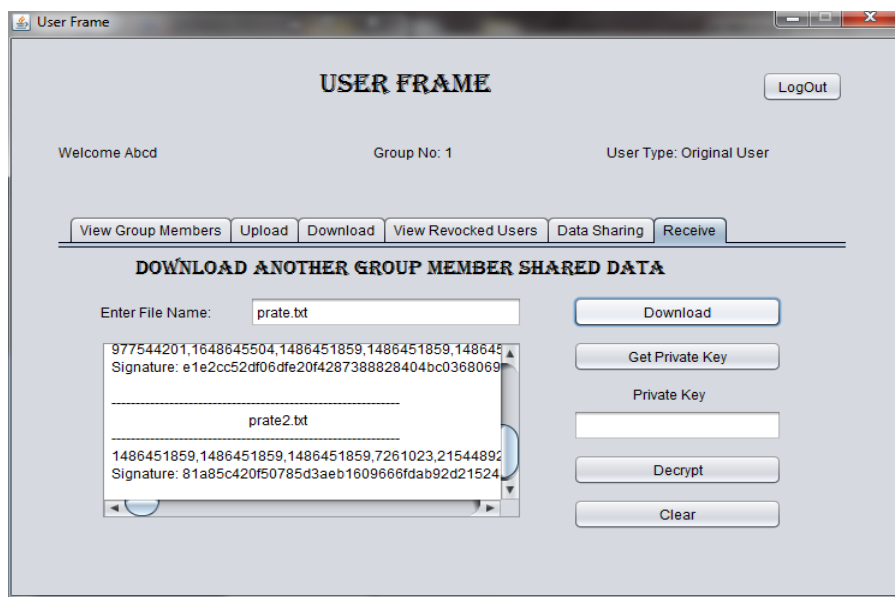 User Frame
USER FRAME
LogOut
Welcome Abcd
Group No: 1
User Type: Original User
View Group Members
Upload
Download
View Revocked Users
Data Sharing
Receive
DOWNLOAD ANOTHER GROUP MEMBER SHARED DATA
Enter File Name:
prate.txt
Download
977544201,1648645504,1486451859,1486451859,14864
Signature: e1e2cc52df06dfe20f4287388828404bc0368069
------------------------------------------------------------
prate2.txt
------------------------------------------------------------
1486451859,1486451859,1486451859,7261023,21544892
Signature: 81a85c420f50785d3aeb1609666fdab92d21524
Get Private Key
Private Key
Decrypt
Clear